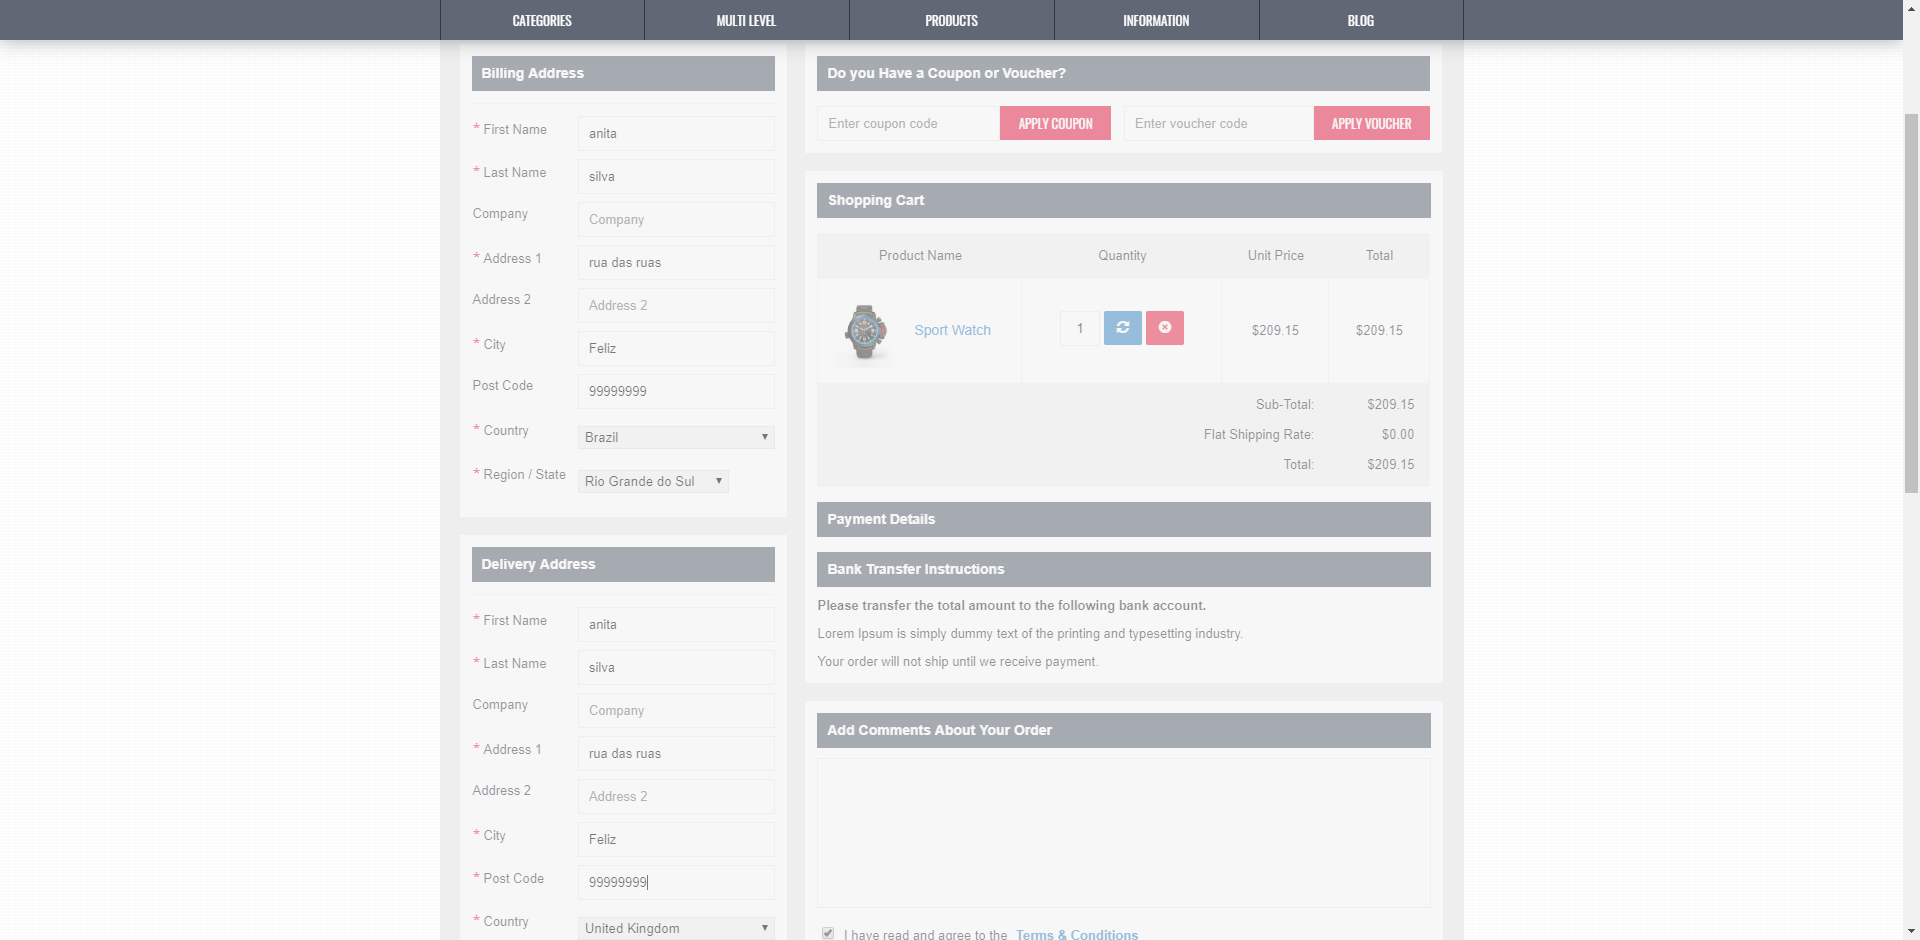 CATEGORIES MULTI LEVEL PRODUCTS INFORMATION BLOG
Billing Address
* First Name anita
* Last Name silva
Company Company
* Address 1 rua das ruas
Address 2 Address 2
* City Feliz
Post Code 99999999
* Country Brazil
* Region / State Rio Grande do Sul
Delivery Address
* First Name anita
* Last Name silva
Company Company
* Address 1 rua das ruas
Address 2 Address 2
* City Feliz
* Post Code 99999999
* Country United Kingdom
Do you Have a Coupon or Voucher?
Enter coupon code APPLY COUPON Enter voucher code APPLY VOUCHER
Shopping Cart
Product Name Quantity Unit Price Total
Sport Watch 1 $209.15 $209.15
Sub-Total: $209.15
Flat Shipping Rate: $0.00
Total: $209.15
Payment Details
Bank Transfer Instructions
Please transfer the total amount to the following bank account.
Lorem Ipsum is simply dummy text of the printing and typesetting industry.
Your order will not ship until we receive payment.
Add Comments About Your Order
I have read and agree to the Terms & Conditions